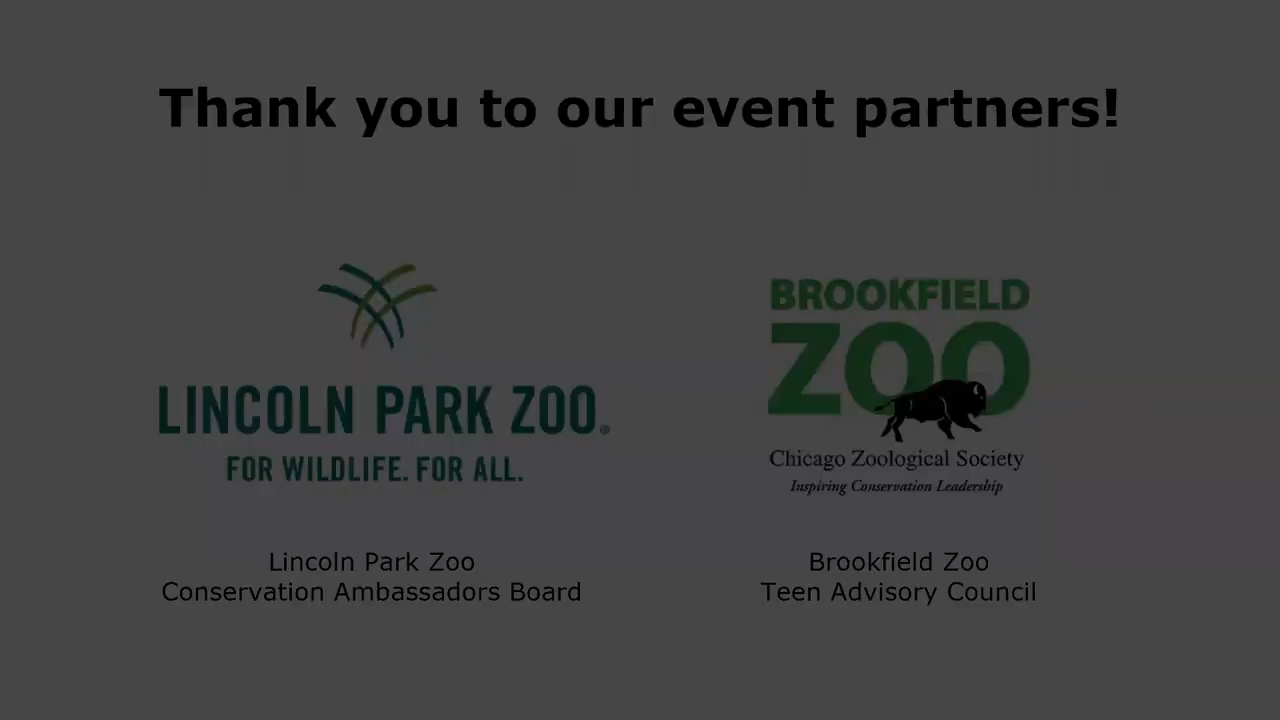 Thank you to our event partners!
LINCOLN PARK ZOO®
FOR WILDLIFE. FOR ALL.
Lincoln Park Zoo
Conservation Ambassadors Board
BROOKFIELD
ZOO
Chicago Zoological Society
Inspiring Conservation Leadership
Brookfield Zoo
Teen Advisory Council